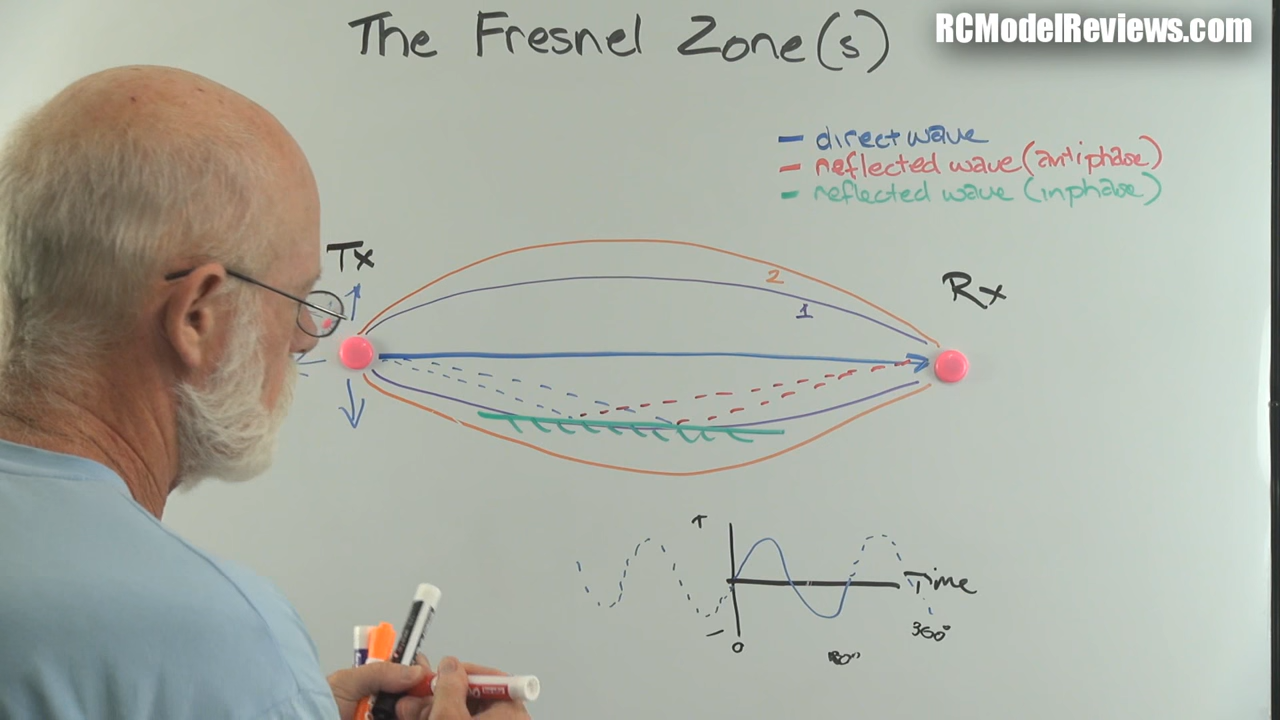 The Fresnel Zone(s)
RCModelReviews.com
direct wave
reflected wave (antiphase)
reflected wave (inphase)
Tx
2
1
Rx
+
Time
-
0
180°
360°